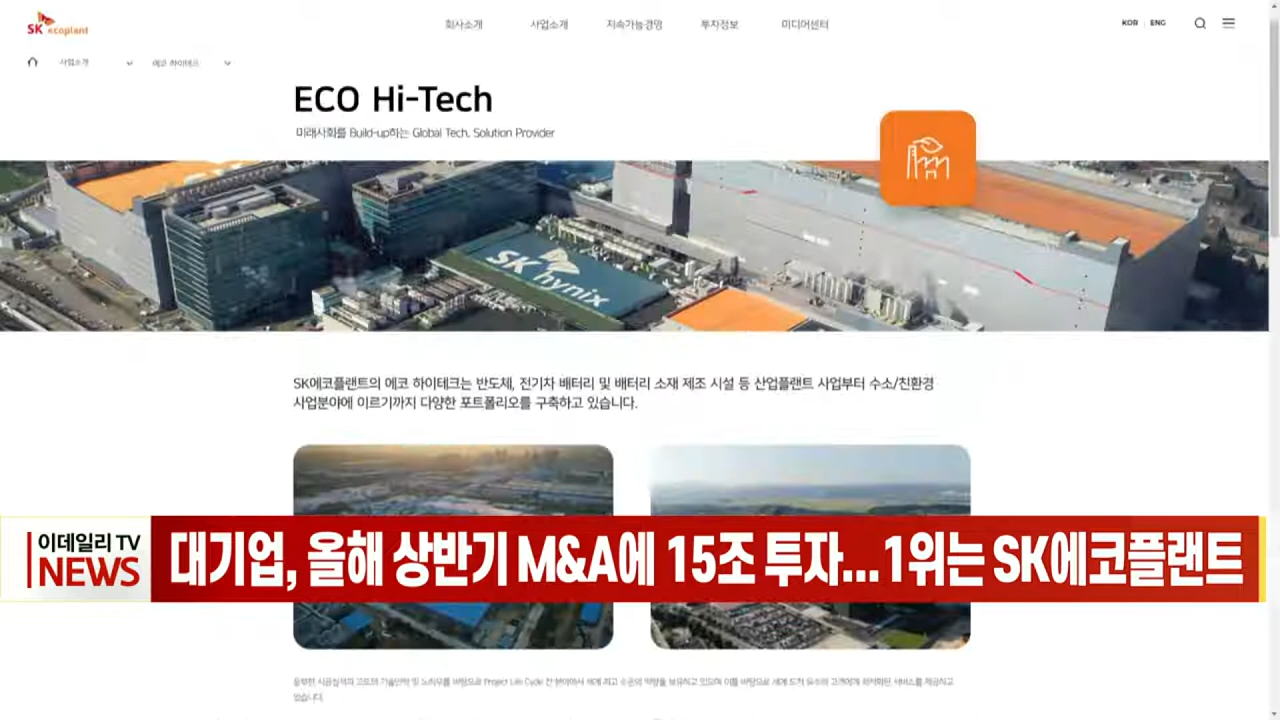 SK ecoplant
회사소개 사업소개 지속가능경영 투자정보 미디어센터 KOR ENG
사업소개 에코 하이테크
ECO Hi-Tech
미래사회를 Build-up하는 Global Tech. Solution Provider
SK hynix
SK에코플랜트의 에코 하이테크는 반도체, 전기차 배터리 및 배터리 소재 제조 시설 등 산업플랜트 사업부터 수소/친환경
사업분야에 이르기까지 다양한 포트폴리오를 구축하고 있습니다.
이데일리 TV
NEWS
대기업, 올해 상반기 M&A에 15조 투자...1위는 SK에코플랜트
있습니다.